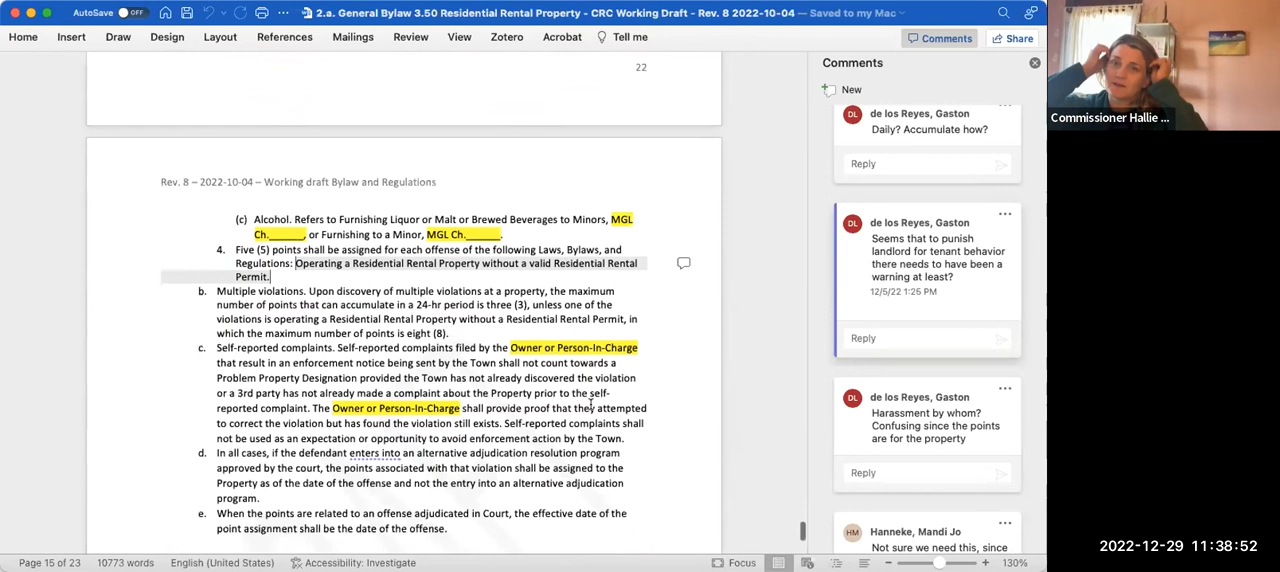 AutoSave OFF 2.a. General Bylaw 3.50 Residential Rental Property - CRC Working Draft - Rev. 8 2022-10-04 — Saved to my Mac
Home Insert Draw Design Layout References Mailings Review View Zotero Acrobat Tell me Comments Share
22
Rev. 8 – 2022-10-04 – Working draft Bylaw and Regulations
(c) Alcohol. Refers to Furnishing Liquor or Malt or Brewed Beverages to Minors, MGL
Ch.______, or Furnishing to a Minor, MGL Ch.______.
4. Five (5) points shall be assigned for each offense of the following Laws, Bylaws, and
Regulations: Operating a Residential Rental Property without a valid Residential Rental
Permit.
b. Multiple violations. Upon discovery of multiple violations at a property, the maximum
number of points that can accumulate in a 24-hr period is three (3), unless one of the
violations is operating a Residential Rental Property without a Residential Rental Permit, in
which the maximum number of points is eight (8).
c. Self-reported complaints. Self-reported complaints filed by the Owner or Person-In-Charge
that result in an enforcement notice being sent by the Town shall not count towards a
Problem Property Designation provided the Town has not already discovered the violation
or a 3rd party has not already made a complaint about the Property prior to the self-
reported complaint. The Owner or Person-In-Charge shall provide proof that they attempted
to correct the violation but has found the violation still exists. Self-reported complaints shall
not be used as an expectation or opportunity to avoid enforcement action by the Town.
d. In all cases, if the defendant enters into an alternative adjudication resolution program
approved by the court, the points associated with that violation shall be assigned to the
Property as of the date of the offense and not the entry into an alternative adjudication
program.
e. When the points are related to an offense adjudicated in Court, the effective date of the
point assignment shall be the date of the offense.
Comments
New
DL de los Reyes, Gaston
Daily? Accumulate how?
Reply
DL de los Reyes, Gaston
Seems that to punish
landlord for tenant behavior
there needs to have been a
warning at least?
12/5/22 1:25 PM
Reply
DL de los Reyes, Gaston
Harassment by whom?
Confusing since the points
are for the property
Reply
HM Hanneke, Mandi Jo
Not sure we need this, since
Page 15 of 23 10773 words English (United States) Accessibility: Investigate Focus 130%
Commissioner Hallie ...
2022-12-29 11:38:52